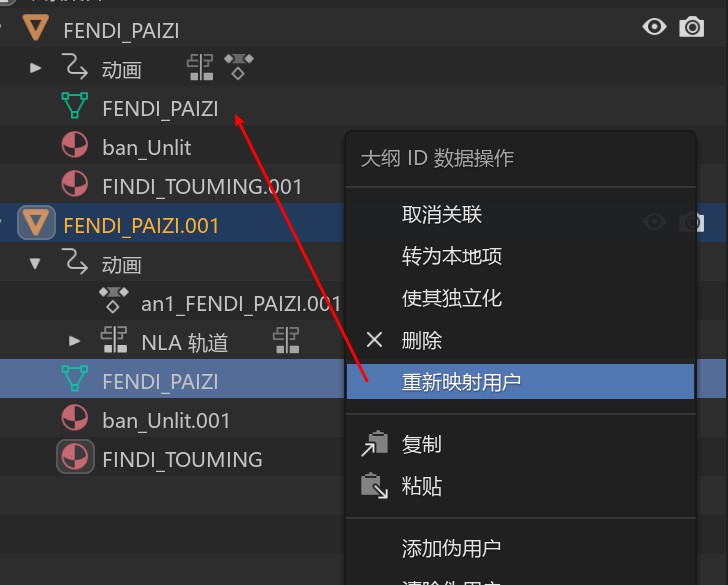 FENDI_PAIZI
动画
FENDI_PAIZI
ban_Unlit
FINDI_TOUMING.001
FENDI_PAIZI.001
动画
an1_FENDI_PAIZI.001
NLA 轨道
FENDI_PAIZI
ban_Unlit.001
FINDI_TOUMING
大纲 ID 数据操作
取消关联
转为本地项
使其独立化
删除
重新映射用户
复制
粘贴
添加伪用户